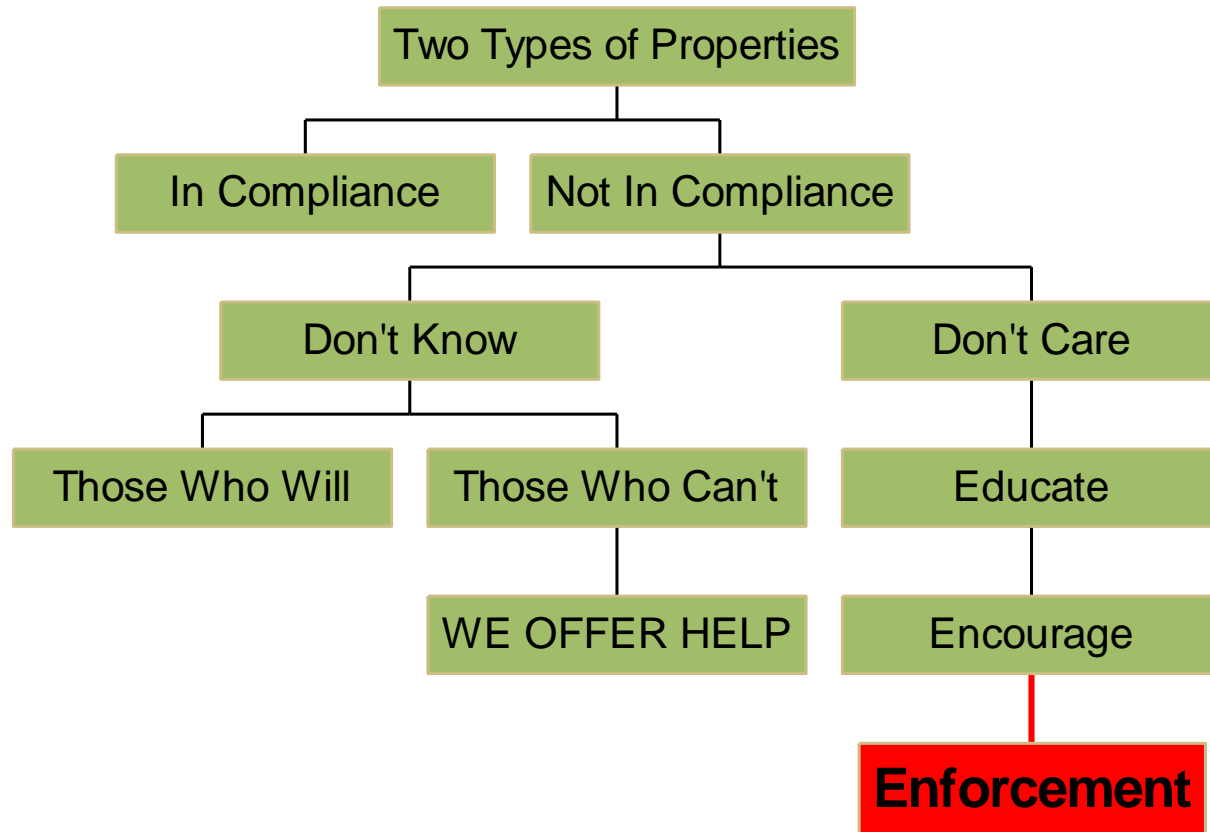 Two Types of Properties
In Compliance
Not In Compliance
Don't Know
Don't Care
Those Who Will
Those Who Can't
Educate
WE OFFER HELP
Encourage
Enforcement